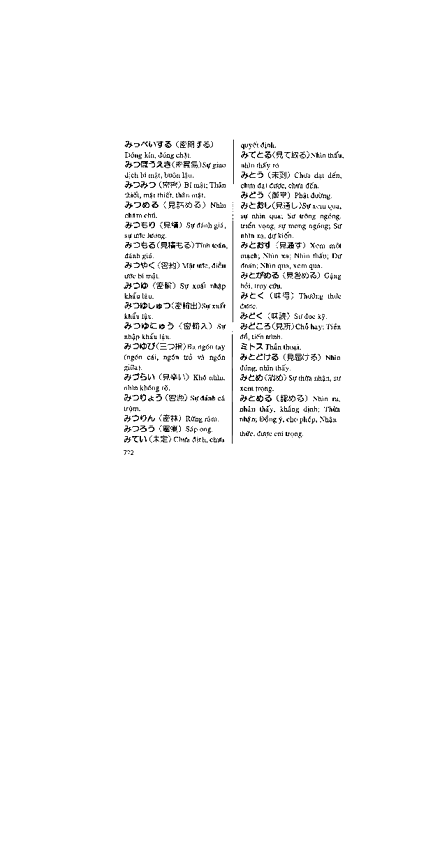 みっぺいする（密閉する）
Đóng kín, đóng chặt.
みつぼうえき(密貿易)Sự giao
dịch bí mật, buôn lậu.
みつみつ（密密）Bí mật; Thân
thiết, mật thiết, thân mật.
みつめる（見詰める）Nhìn
chăm chú.
みつもり（見積）Sự đánh giá,
sự ước lượng.
みつもる(見積もる)Tính toán,
đánh giá.
みつやく（密約）Mật ước, điều
ước bí mật.
みつゆ（密輸）Sự xuất nhập
khẩu lậu.
みつゆしゅつ(密輸出)Sự xuất
khẩu lậu.
みつゆにゅう（密輸入）Sự
nhập khẩu lậu.
みつゆび(三つ指)Ba ngón tay
(ngón cái, ngón trỏ và ngón
giữa).
みづらい（見辛い）Khó nhìn,
nhìn không rõ.
みつりょう（密漁）Sự đánh cá
trộm.
みつりん（密林）Rừng rậm.
みつろう（蜜蝋）Sáp ong.
みてい（未定）Chưa định, chưa
722
quyết định.
みてとる(見て取る)Nhìn thấu,
nhìn thấy rõ
みとう（未到）Chưa đạt đến,
chưa đạt được, chưa đến.
みどう（御堂）Phật đường.
みとおし(見通し)Sự xem qua,
sự nhìn qua; Sự trông ngóng,
triển vọng, sự mong ngóng; Sự
nhìn xa, dự kiến.
みとおす（見通す）Xem một
mạch; Nhìn xa; Nhìn thấu; Dự
đoán; Nhìn qua, xem qua.
みとがめる（見咎める）Gặng
hỏi, truy cứu.
みとく（味得）Thưởng thức
được.
みどく（味読）Sự đọc kỹ.
みどころ(見所)Chỗ hay; Tiền
đồ, tiến trình.
ミトス Thần thoại.
みとどける（見届ける）Nhìn
đúng, nhìn thấy.
みとめ(認め) Sự thừa nhận, sự
xem trọng.
みとめる（認める）Nhìn ra,
nhận thấy, khẳng định; Thừa
nhận; Đồng ý, cho phép, Nhận
thức, được coi trọng.